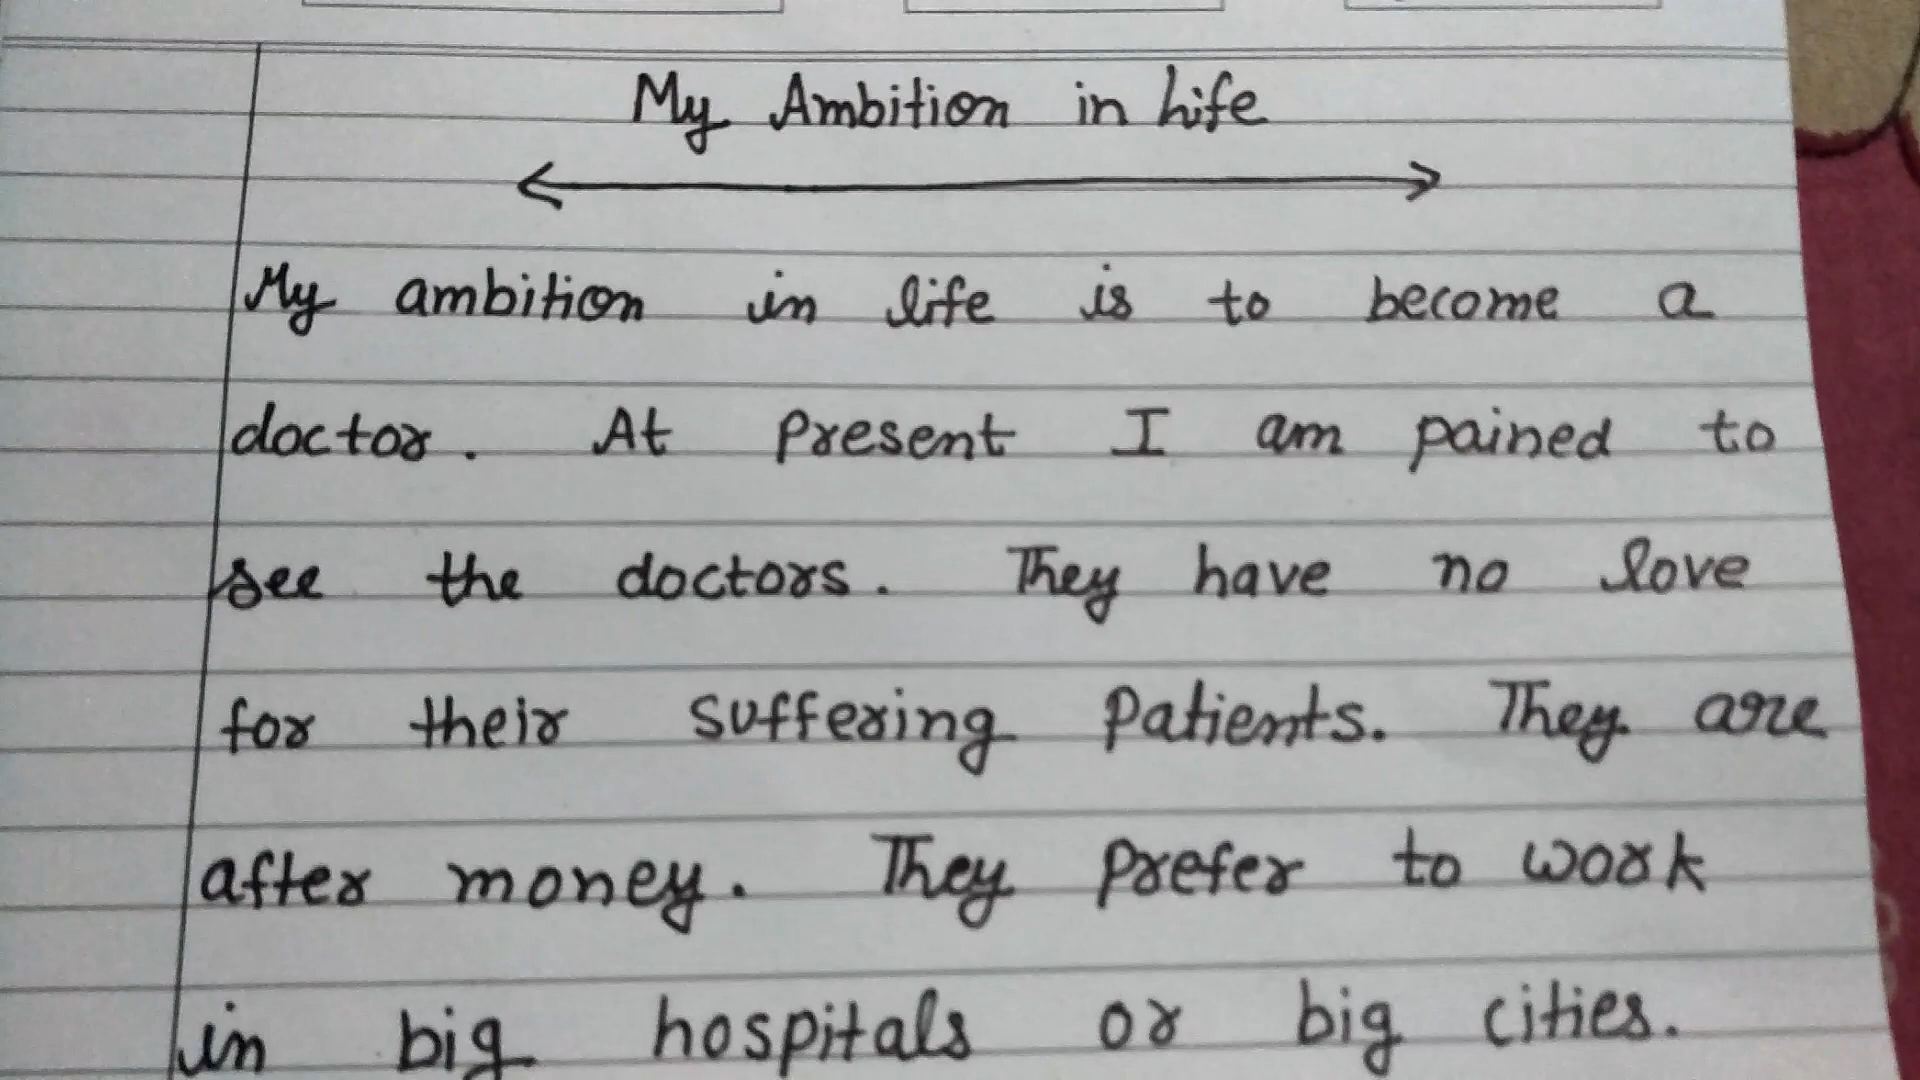 My Ambition in Life
My ambition in life is to become a
doctor. At present I am pained to
see the doctors. They have no love
for their suffering patients. They are
after money. They prefer to work
in big hospitals or big cities.